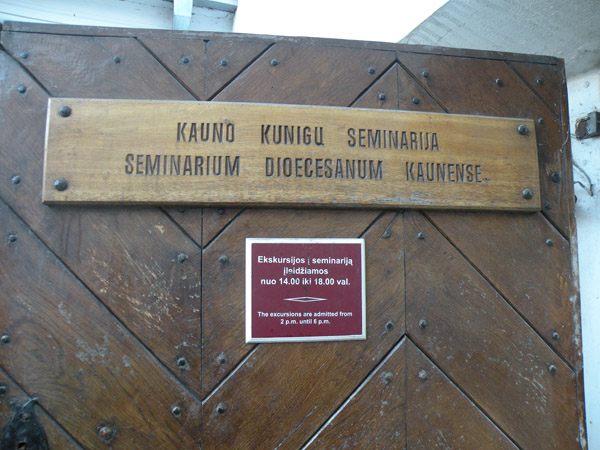 KAUNO KUNIGŲ SEMINARIJA
SEMINARIUM DIOECESANUM KAUNENSE
Ekskursijos į seminariją
įleidžiamos
nuo 14.00 iki 18.00 val.
The excursions are admitted from
2 p.m. until 6 p.m.